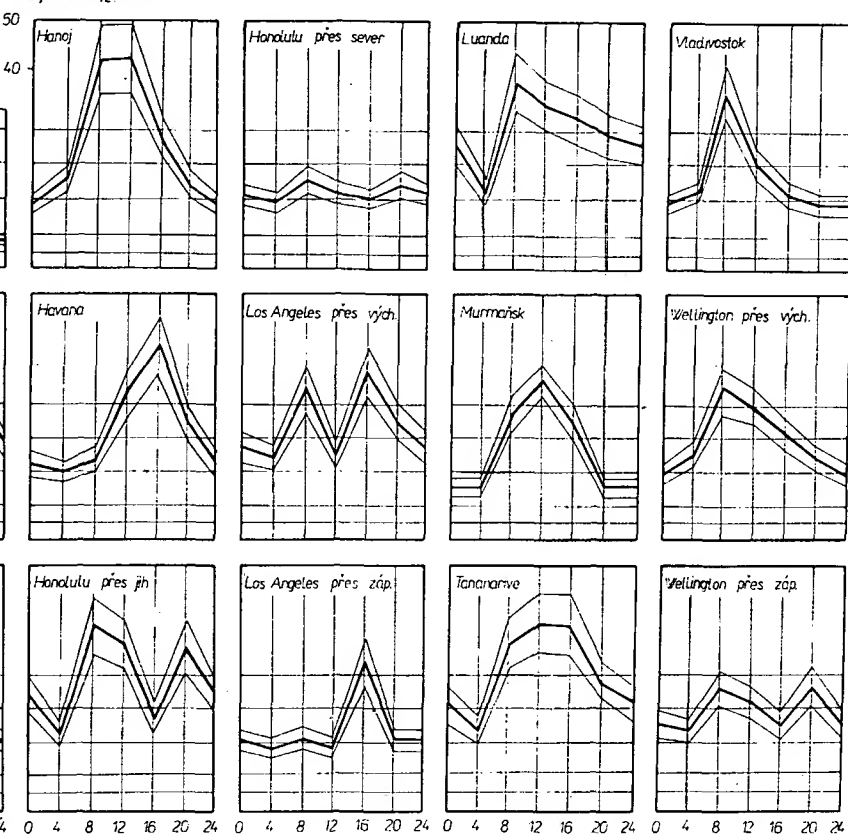 50
40
Hanoj
Honolulu přes sever
Luanda
Vladivostok
Havana
Los Angeles přes vých.
Murmaňsk
Wellington přes vých.
Honolulu přes jih
Los Angeles přes záp.
Tananarive
Wellington přes záp.
4 0 4 8 12 16 20 24 0 4 8 12 16 20 24 0 4 8 12 16 20 24 0 4 8 12 16 20 24